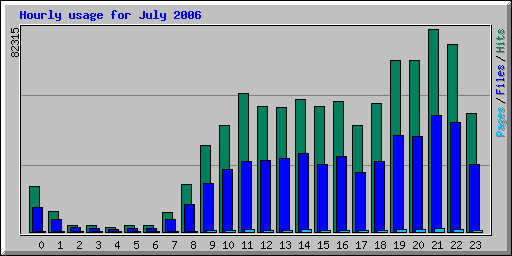 Hourly usage for July 2006
82315
Pages/Files/Hits
0 1 2 3 4 5 6 7 8 9 10 11 12 13 14 15 16 17 18 19 20 21 22 23